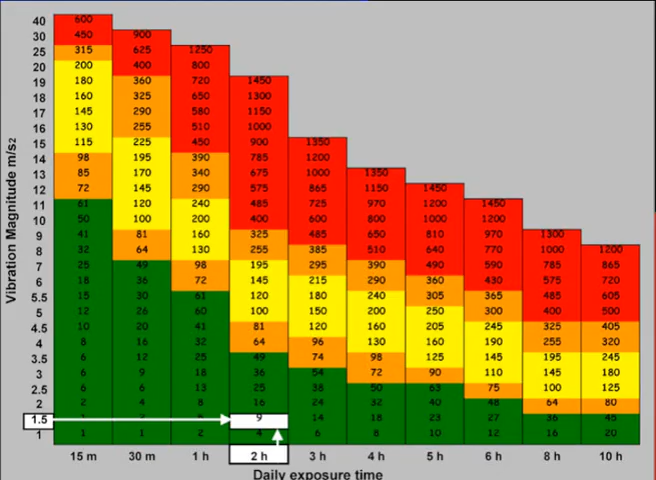 40 600
30 450 900
25 315 625 1250
20 200 400 800
19 180 360 720 1450
18 160 325 650 1300
17 145 290 580 1150
16 130 255 510 1000
15 115 225 450 900 1350
14 98 195 390 785 1200
13 85 170 340 675 1000 1350
12 72 145 290 575 865 1150 1450
11 61 120 240 485 725 970 1200 1450
10 50 100 200 400 600 800 1000 1200
9 41 81 160 325 485 650 810 970 1300
8 32 64 130 255 385 510 640 770 1000 1200
7 25 49 98 195 295 390 490 590 785 865
6 18 36 72 145 215 290 360 430 575 720
5.5 15 30 61 120 180 240 305 365 485 605
5 12 26 60 100 150 200 250 300 400 500
4.5 10 20 41 81 120 160 205 245 325 405
4 8 16 32 64 96 130 160 190 255 320
3.5 6 12 25 49 74 98 125 145 195 245
3 6 9 18 36 54 72 90 110 145 180
2.5 6 6 13 25 38 50 63 75 100 125
2 2 4 8 16 24 32 40 48 64 80
1.5 9 14 18 23 27 36 45
1 1 1 2 4 6 8 10 12 16 20
15 m 30 m 1 h 2 h 3 h 4 h 5 h 6 h 8 h 10 h
Daily exposure time
Vibration Magnitude m/s2